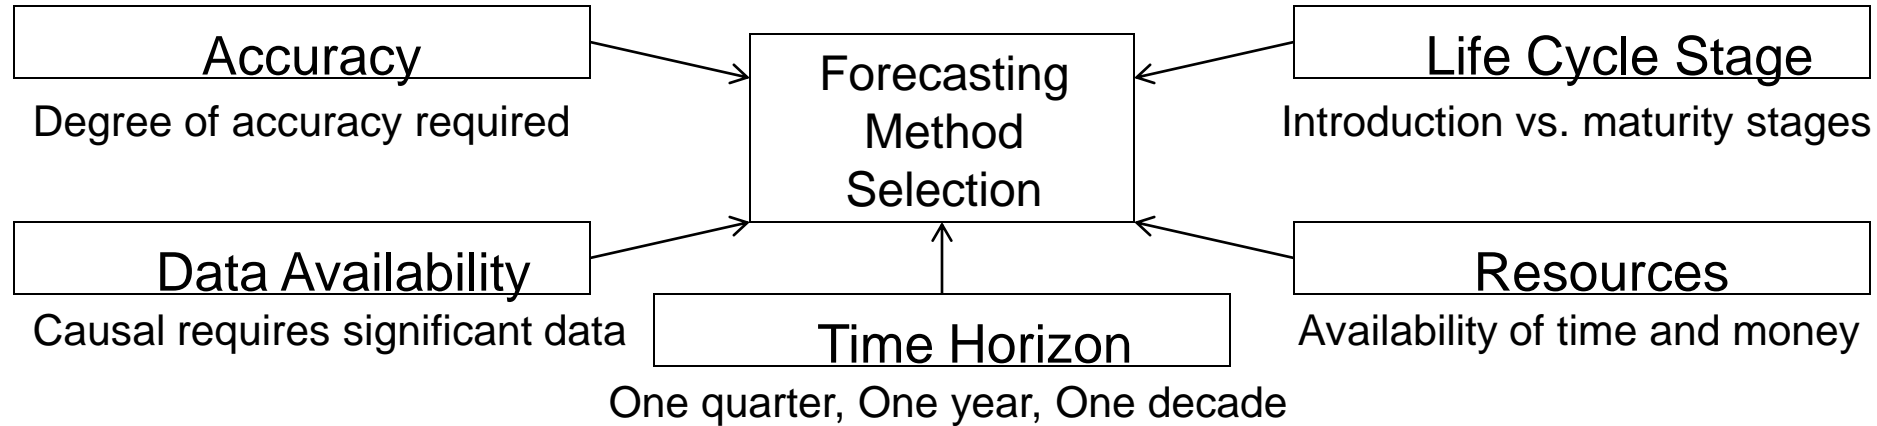 Accuracy
Degree of accuracy required
Forecasting
Method
Selection
Life Cycle Stage
Introduction vs. maturity stages
Data Availability
Causal requires significant data
Time Horizon
One quarter, One year, One decade
Resources
Availability of time and money